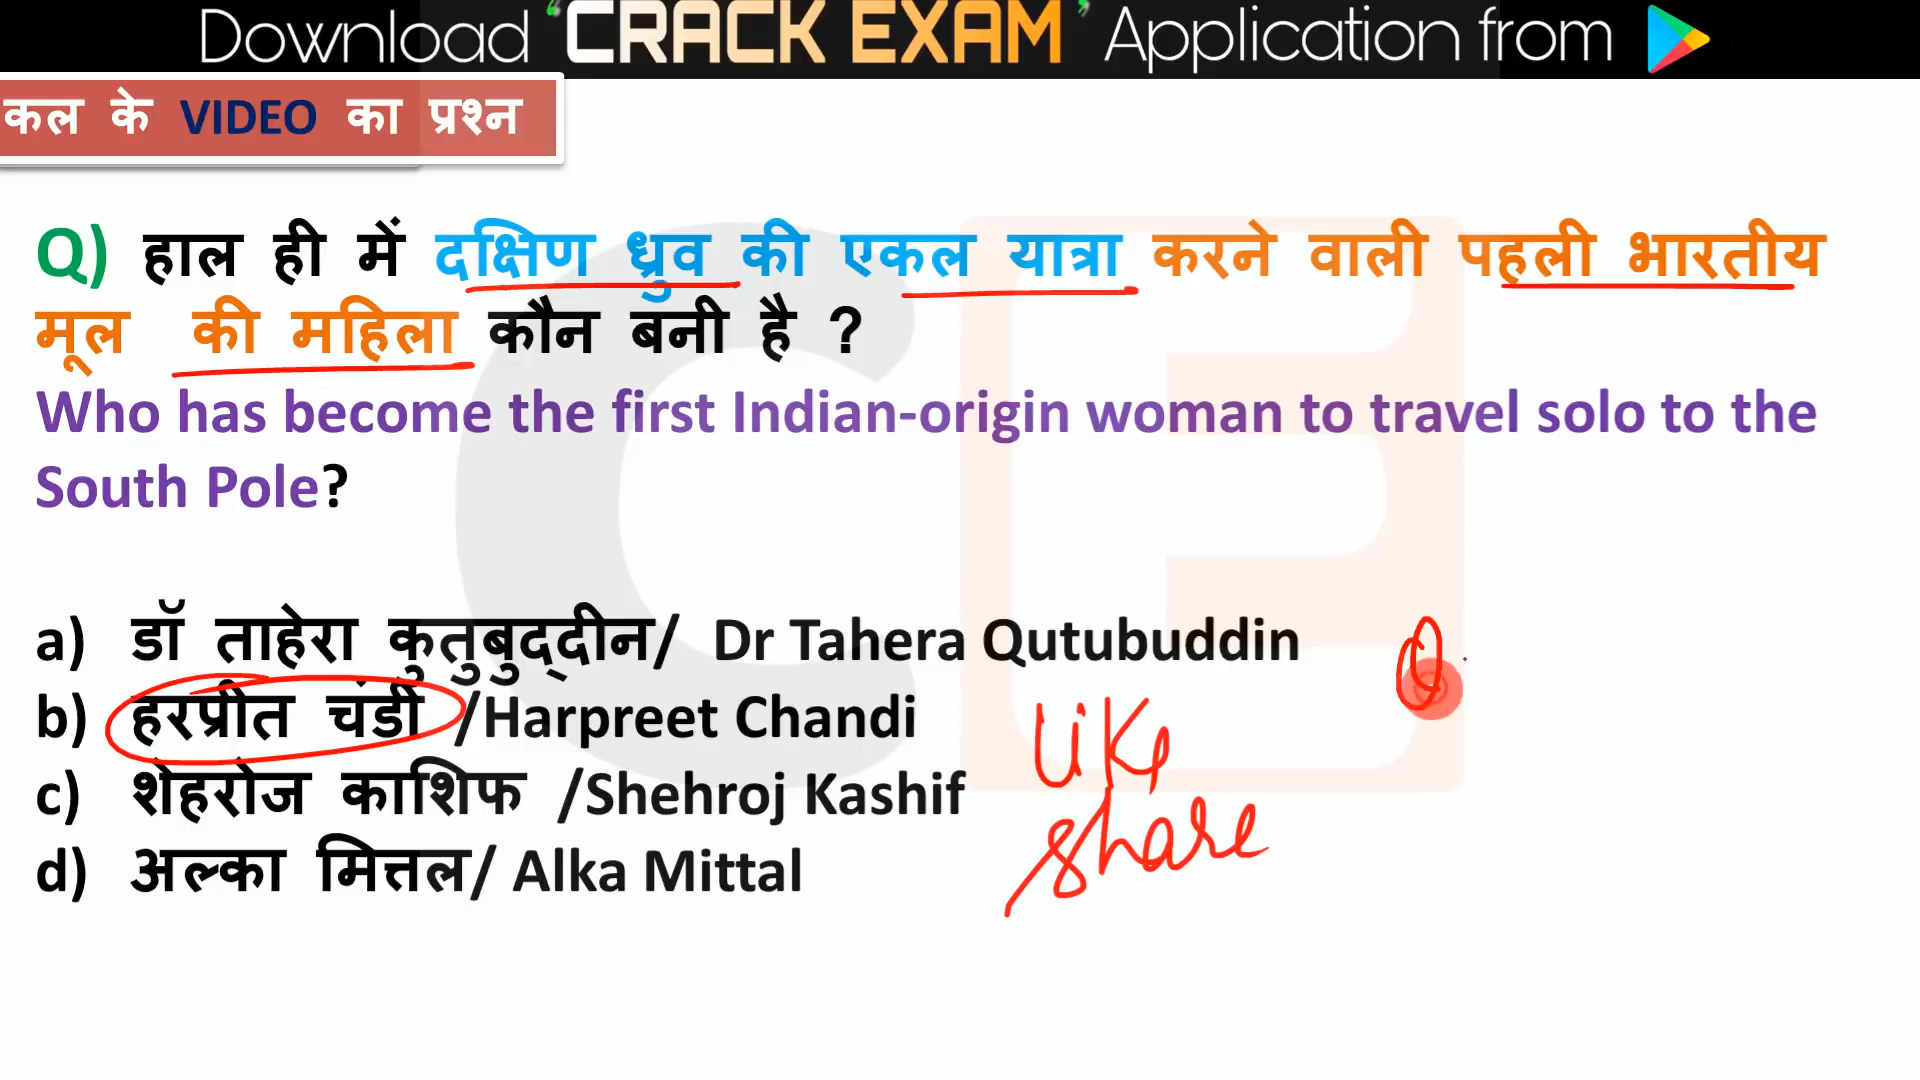 Download ‘CRACK EXAM’ Application from
कल के VIDEO का प्रश्न
Q) हाल ही में दक्षिण ध्रुव की एकल यात्रा करने वाली पहली भारतीय
मूल की महिला कौन बनी है ?
Who has become the first Indian-origin woman to travel solo to the
South Pole?
a) डॉ ताहेरा कुतुबुद्दीन/ Dr Tahera Qutubuddin
b) हरप्रीत चंडी /Harpreet Chandi
c) शेहरोज काशिफ /Shehroj Kashif
d) अल्का मित्तल/ Alka Mittal
Like
Share
CE